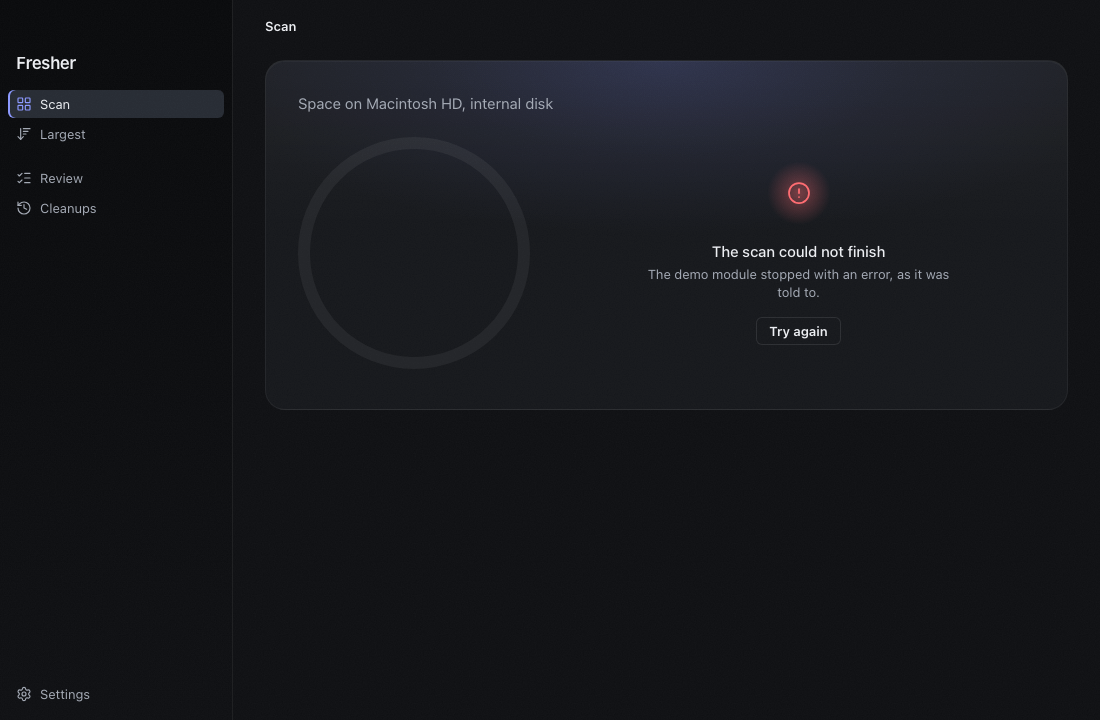 Scan
Fresher
Scan
Largest
Review
Cleanups
Settings
Space on Macintosh HD, internal disk
The scan could not finish
The demo module stopped with an error, as it was
told to.
Try again